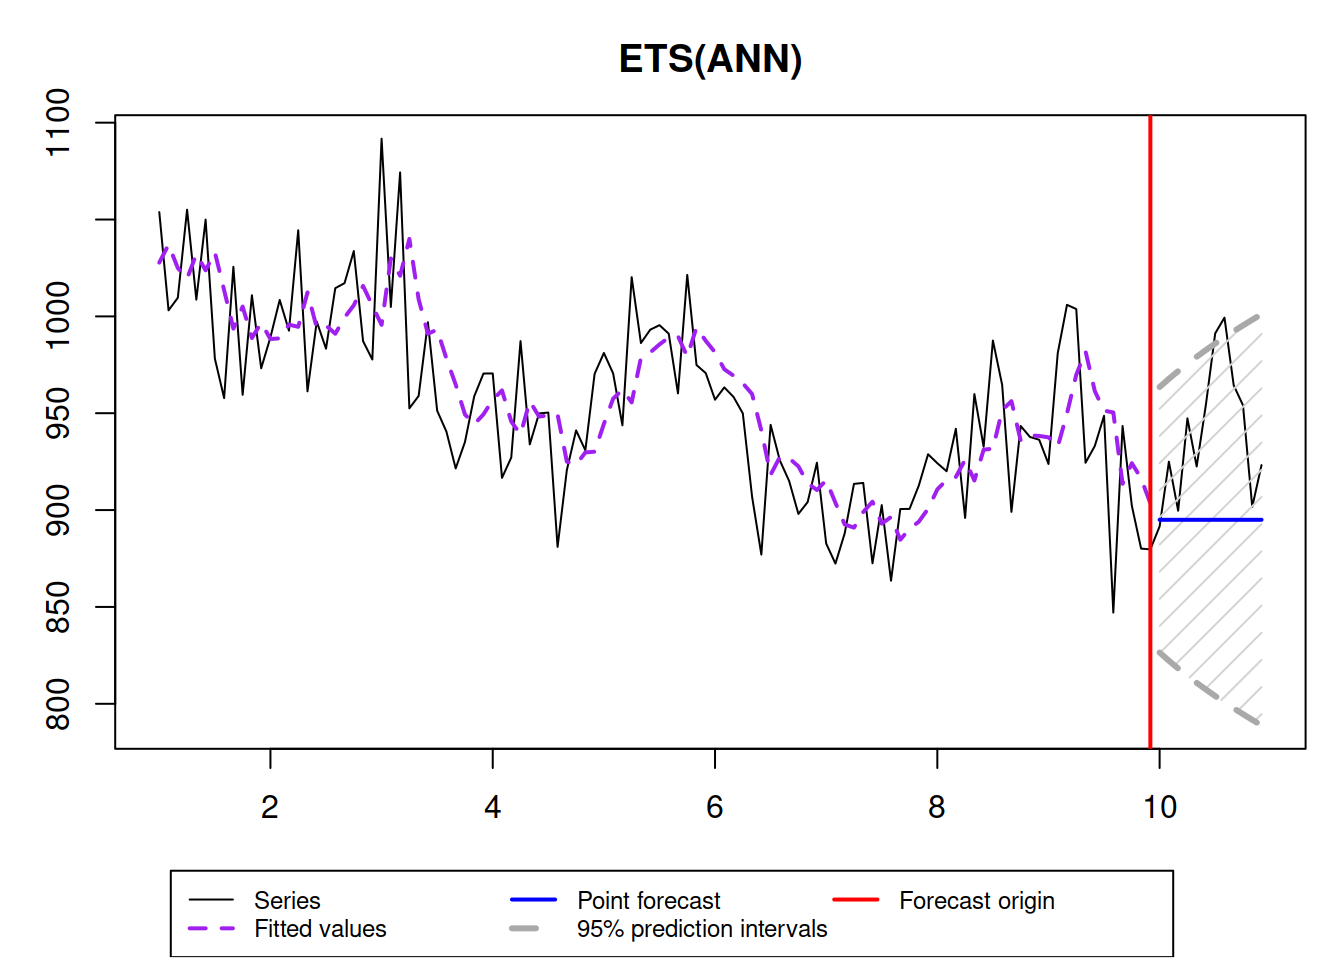 ETS(ANN)
1100
1000
950
900
850
800
2 4 6 8 10
Series Point forecast Forecast origin
Fitted values 95% prediction intervals